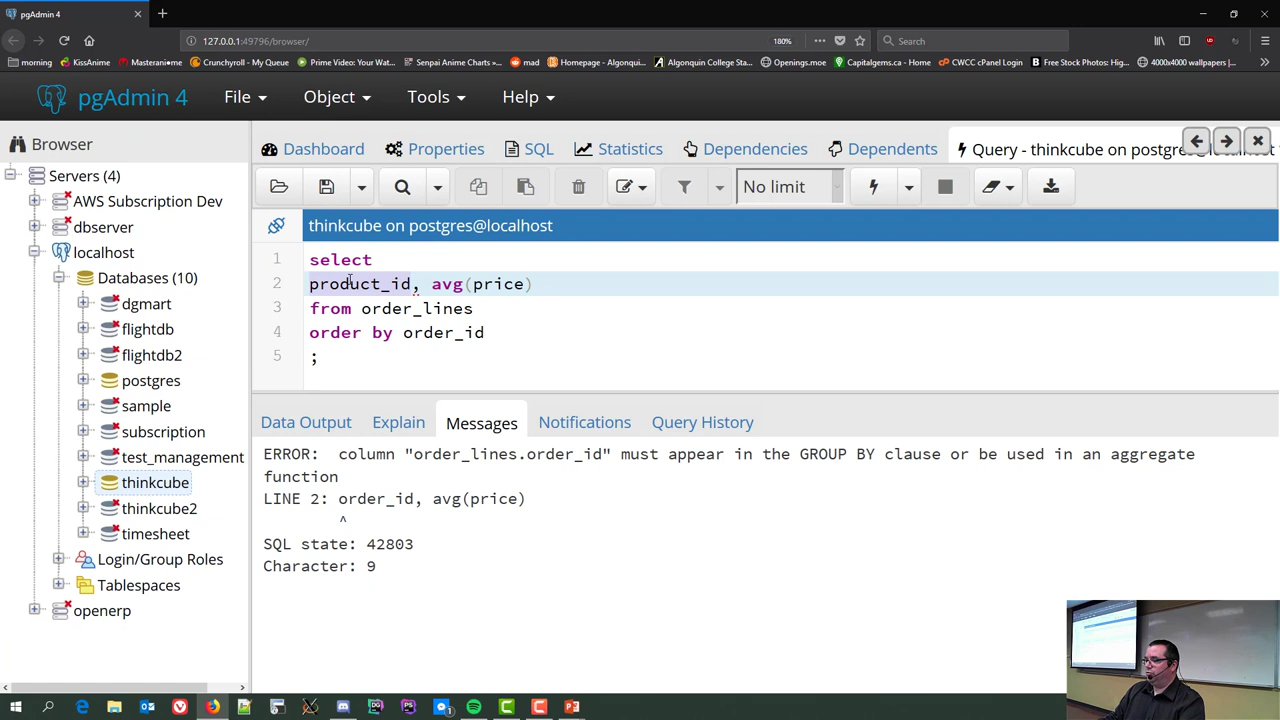 pgAdmin 4
127.0.0.1:49796/browser/
180%
Search
morning
KissAnime
Masterani•me
Crunchyroll - My Queue
Prime Video: Your Wat...
Senpai Anime Charts »...
mad
Homepage - Algonqui...
Algonquin College Sta...
Openings.moe
Capitalgems.ca - Home
CWCC cPanel Login
Free Stock Photos: Hig...
4000x4000 wallpapers |...
pgAdmin 4
File
Object
Tools
Help
Browser
Dashboard
Properties
SQL
Statistics
Dependencies
Dependents
Query - thinkcube on postgres@localhost
No limit
Servers (4)
AWS Subscription Dev
dbserver
localhost
Databases (10)
dgmart
flightdb
flightdb2
postgres
sample
subscription
test_management
thinkcube
thinkcube2
timesheet
Login/Group Roles
Tablespaces
openerp
thinkcube on postgres@localhost
1 select
2 product_id, avg(price)
3 from order_lines
4 order by order_id
5 ;
Data Output
Explain
Messages
Notifications
Query History
ERROR: column "order_lines.order_id" must appear in the GROUP BY clause or be used in an aggregate
function
LINE 2: order_id, avg(price)
^
SQL state: 42803
Character: 9